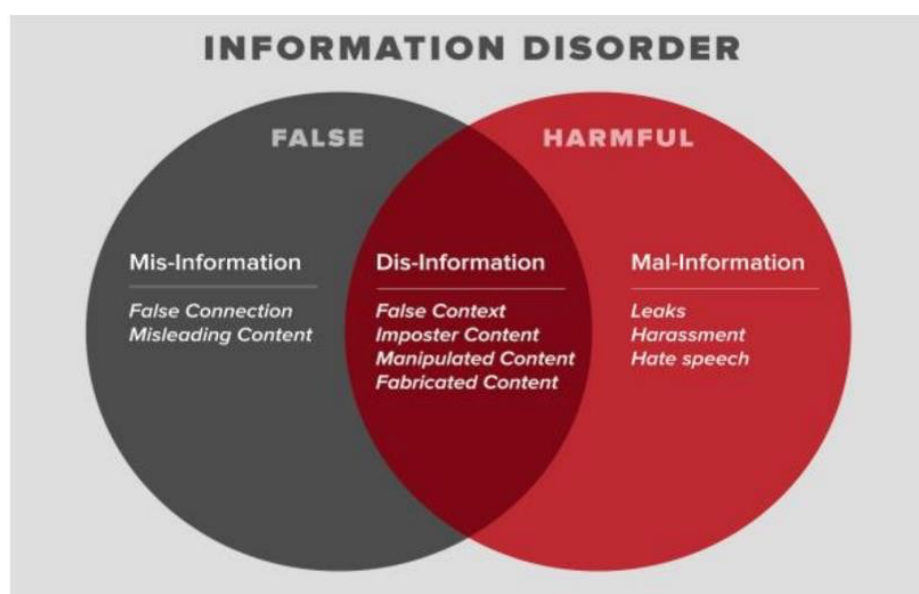 INFORMATION DISORDER
FALSE
HARMFUL
Mis-Information
False Connection
Misleading Content
Dis-Information
False Context
Imposter Content
Manipulated Content
Fabricated Content
Mal-Information
Leaks
Harassment
Hate speech